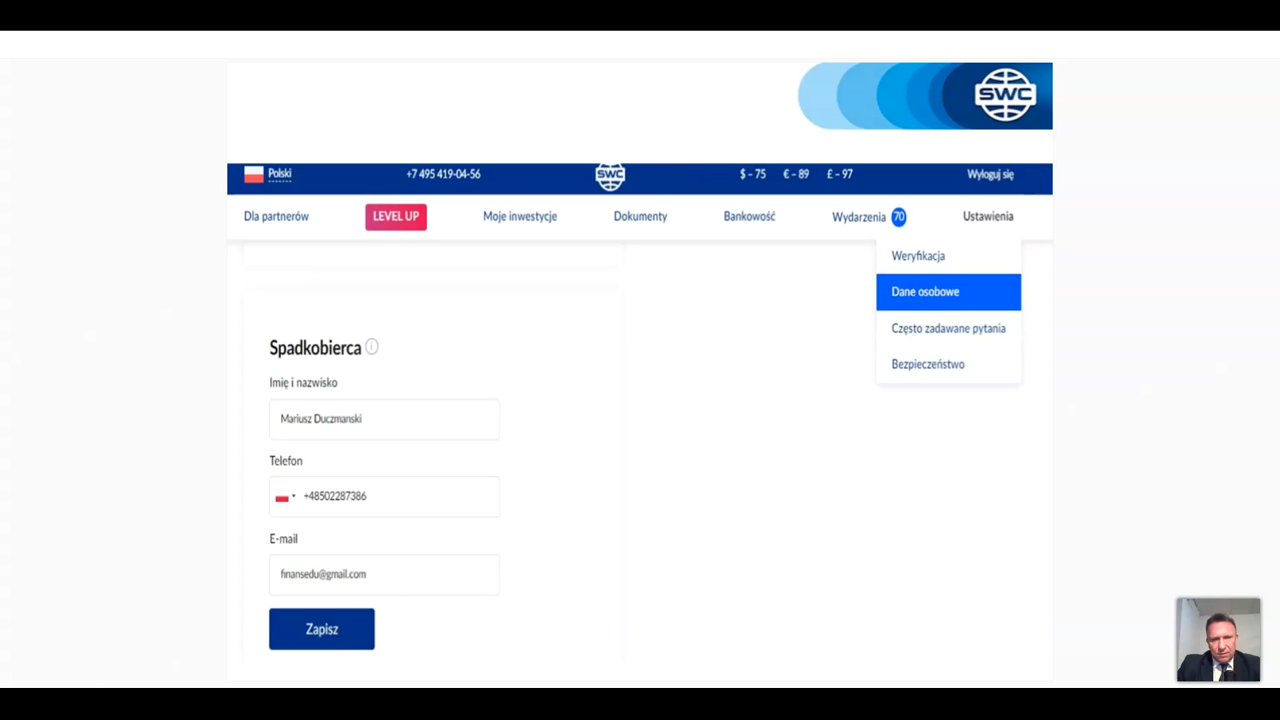 SWC
Polski
+7 495 419-04-56
SWC
$ – 75 € – 89 £ – 97
Wyloguj się
Dla partnerów
LEVEL UP
Moje inwestycje
Dokumenty
Bankowość
Wydarzenia 70
Ustawienia
Weryfikacja
Dane osobowe
Często zadawane pytania
Bezpieczeństwo
Spadkobierca
Imię i nazwisko
Mariusz Duczmanski
Telefon
+48502287386
E-mail
finansedu@gmail.com
Zapisz